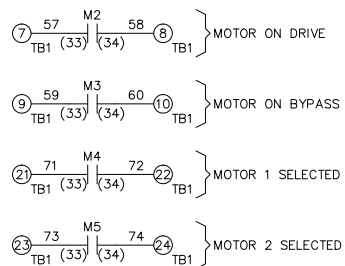 M2
7 57 58 8 MOTOR ON DRIVE
TB1 (33) (34) TB1
M3
9 59 60 10 MOTOR ON BYPASS
TB1 (33) (34) TB1
M4
21 71 72 22 MOTOR 1 SELECTED
TB1 (33) (34) TB1
M5
23 73 74 24 MOTOR 2 SELECTED
TB1 (33) (34) TB1